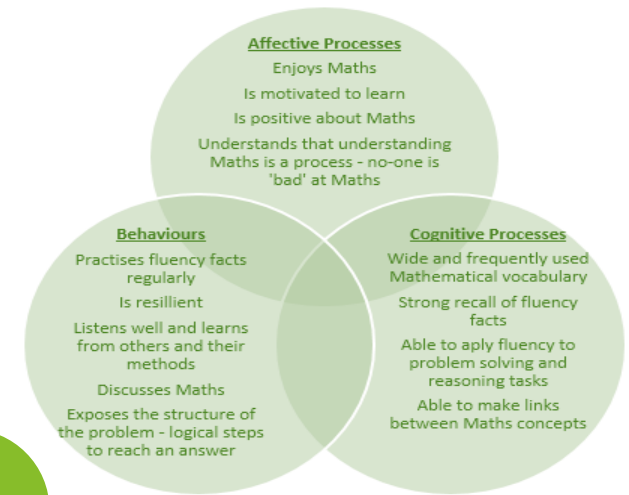 Affective Processes
Enjoys Maths
Is motivated to learn
Is positive about Maths
Understands that understanding
Maths is a process - no-one is
'bad' at Maths
Behaviours
Practises fluency facts
regularly
Is resillient
Listens well and learns
from others and their
methods
Discusses Maths
Exposes the structure of
the problem - logical steps
to reach an answer
Cognitive Processes
Wide and frequently used
Mathematical vocabulary
Strong recall of fluency
facts
Able to aply fluency to
problem solving and
reasoning tasks
Able to make links
between Maths concepts